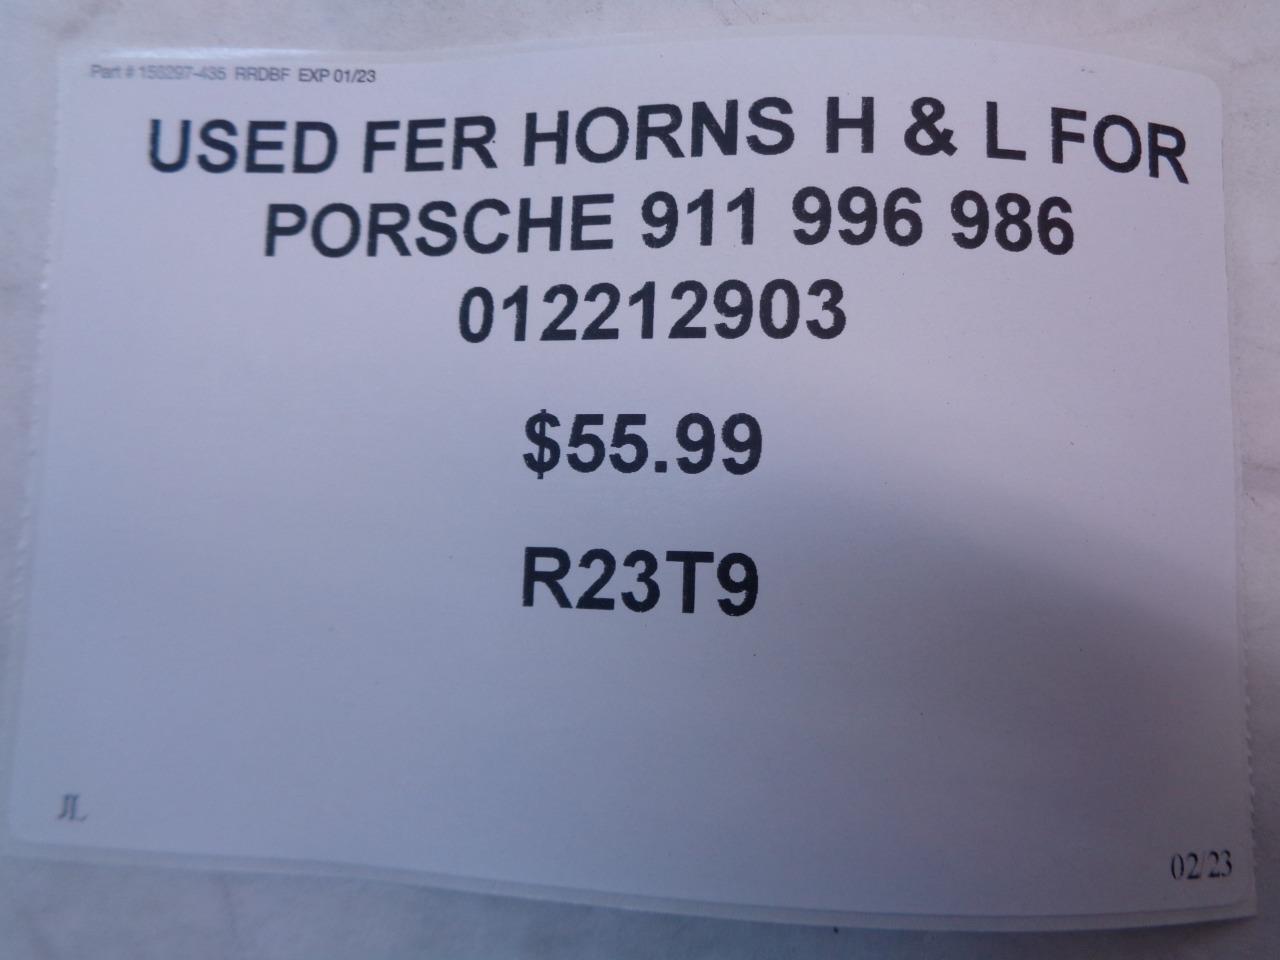 Part # 158297-435 RRDBF EXP 01/23
USED FER HORNS H & L FOR
PORSCHE 911 996 986
012212903
$55.99
R23T9
JL
02/23